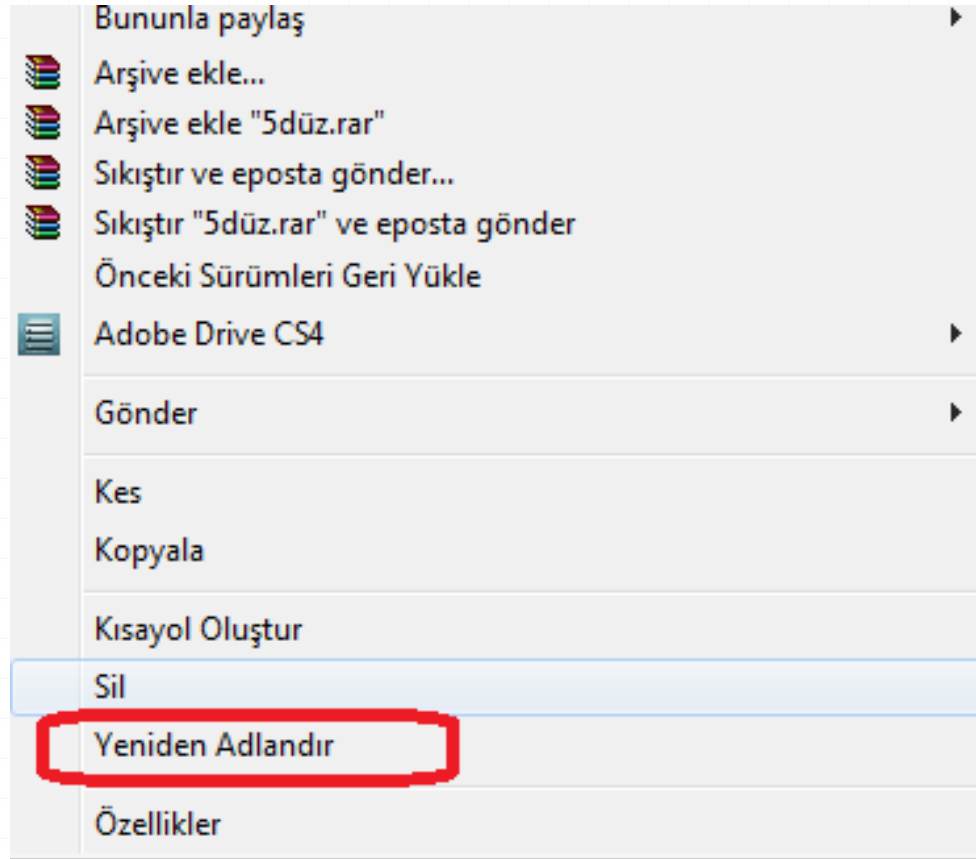 Bununla paylaş
Arşive ekle...
Arşive ekle "5düz.rar"
Sıkıştır ve eposta gönder...
Sıkıştır "5düz.rar" ve eposta gönder
Önceki Sürümleri Geri Yükle
Adobe Drive CS4
Gönder
Kes
Kopyala
Kısayol Oluştur
Sil
Yeniden Adlandır
Özellikler